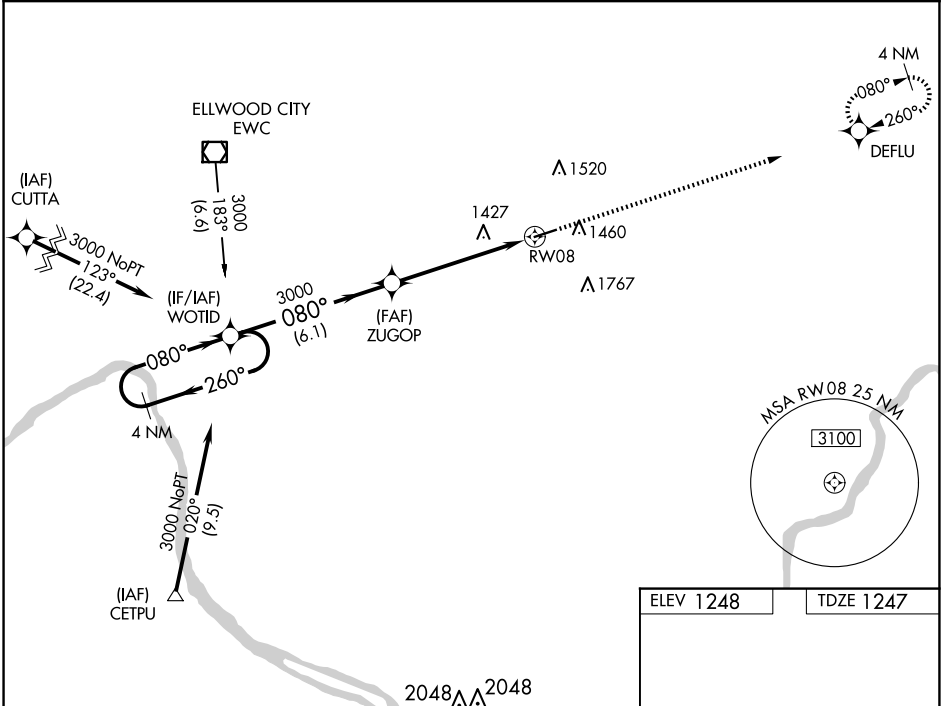 4 NM
080°
260°
DEFLU
ELLWOOD CITY
EWC
3000
183°
(6.6)
1520
(IAF)
CUTTA
3000 NoPT
123°
(22.4)
1427
1460
RW08
1767
(IF/IAF)
WOTID
3000
080°
(6.1)
(FAF)
ZUGOP
080°
260°
4 NM
MSA RW08 25 NM
3100
3000 NoPT
020°
(9.5)
(IAF)
CETPU
ELEV 1248
TDZE 1247
2048
2048